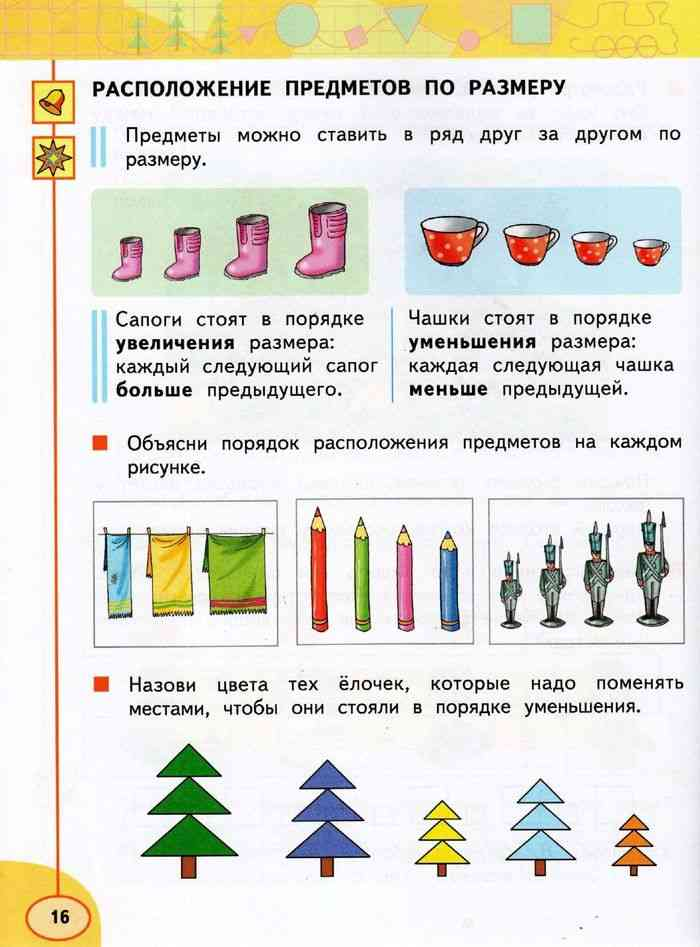 РАСПОЛОЖЕНИЕ ПРЕДМЕТОВ ПО РАЗМЕРУ
Предметы можно ставить в ряд друг за другом по
размеру.
Сапоги стоят в порядке
увеличения размера:
каждый следующий сапог
больше предыдущего.
Чашки стоят в порядке
уменьшения размера:
каждая следующая чашка
меньше предыдущей.
Объясни порядок расположения предметов на каждом
рисунке.
Назови цвета тех ёлочек, которые надо поменять
местами, чтобы они стояли в порядке уменьшения.
16